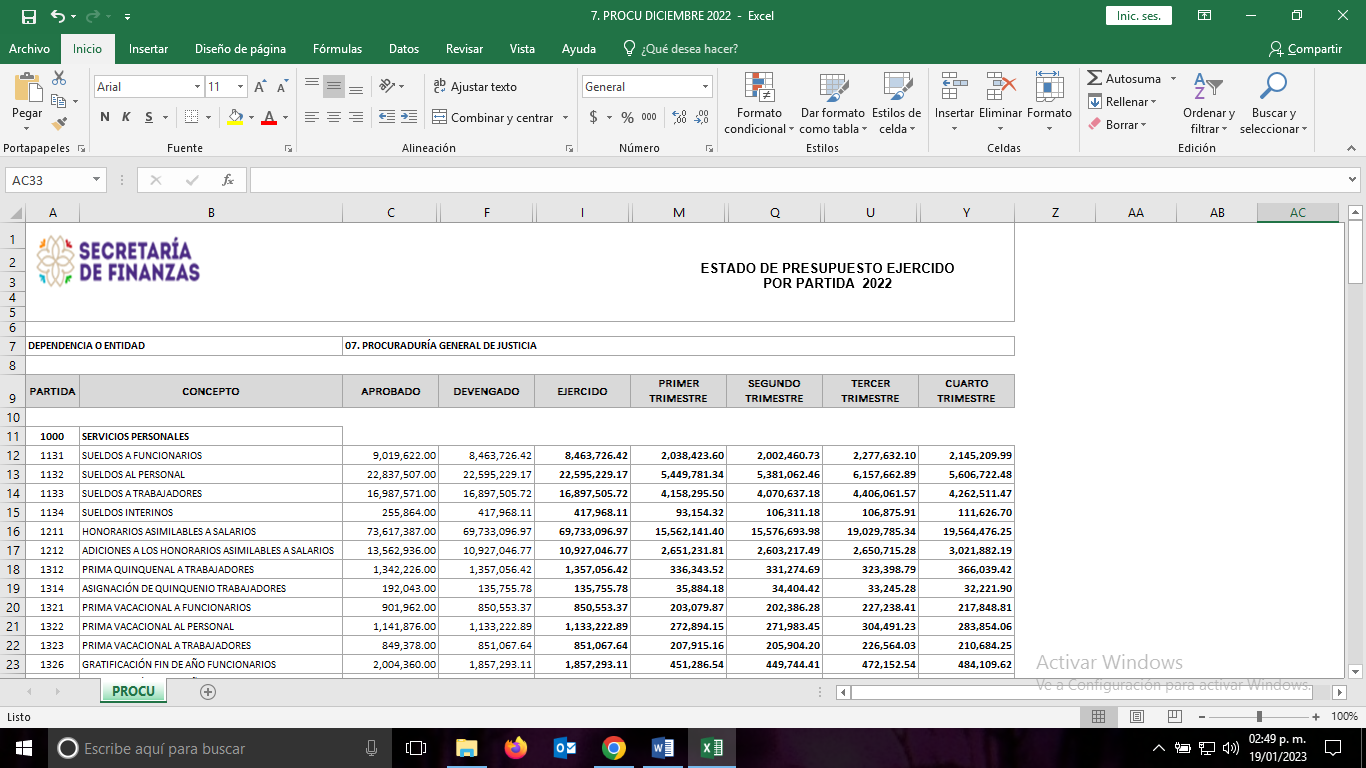 7. PROCU DICIEMBRE 2022 - Excel
Inic. ses.
Archivo Inicio Insertar Diseño de página Fórmulas Datos Revisar Vista Ayuda ¿Qué desea hacer? Compartir
Pegar
Arial 11
N K S
Ajustar texto
Combinar y centrar
General
$ % 000
Formato condicional
Dar formato como tabla
Estilos de celda
Insertar Eliminar Formato
Autosuma
Rellenar
Borrar
Ordenar y filtrar
Buscar y seleccionar
Portapapeles Fuente Alineación Número Estilos Celdas Edición
AC33 fx
A B C F I M Q U Y Z AA AB AC
1
2
3
4
5
6
SECRETARÍA
DE FINANZAS
ESTADO DE PRESUPUESTO EJERCIDO
POR PARTIDA 2022
7 DEPENDENCIA O ENTIDAD 07. PROCURADURÍA GENERAL DE JUSTICIA
8
9 PARTIDA CONCEPTO APROBADO DEVENGADO EJERCIDO PRIMER TRIMESTRE SEGUNDO TRIMESTRE TERCER TRIMESTRE CUARTO TRIMESTRE
10
11 1000 SERVICIOS PERSONALES
12 1131 SUELDOS A FUNCIONARIOS 9,019,622.00 8,463,726.42 8,463,726.42 2,038,423.60 2,002,460.73 2,277,632.10 2,145,209.99
13 1132 SUELDOS AL PERSONAL 22,837,507.00 22,595,229.17 22,595,229.17 5,449,781.34 5,381,062.46 6,157,662.89 5,606,722.48
14 1133 SUELDOS A TRABAJADORES 16,987,571.00 16,897,505.72 16,897,505.72 4,158,295.50 4,070,637.18 4,406,061.57 4,262,511.47
15 1134 SUELDOS INTERINOS 255,864.00 417,968.11 417,968.11 93,154.32 106,311.18 106,875.91 111,626.70
16 1211 HONORARIOS ASIMILABLES A SALARIOS 73,617,387.00 69,733,096.97 69,733,096.97 15,562,141.40 15,576,693.98 19,029,785.34 19,564,476.25
17 1212 ADICIONES A LOS HONORARIOS ASIMILABLES A SALARIOS 13,562,936.00 10,927,046.77 10,927,046.77 2,651,231.81 2,603,217.49 2,650,715.28 3,021,882.19
18 1312 PRIMA QUINQUENAL A TRABAJADORES 1,342,226.00 1,357,056.42 1,357,056.42 336,343.52 331,274.69 323,398.79 366,039.42
19 1314 ASIGNACIÓN DE QUINQUENIO TRABAJADORES 192,043.00 135,755.78 135,755.78 35,884.18 34,404.42 33,245.28 32,221.90
20 1321 PRIMA VACACIONAL A FUNCIONARIOS 901,962.00 850,553.37 850,553.37 203,079.87 202,386.28 227,238.41 217,848.81
21 1322 PRIMA VACACIONAL AL PERSONAL 1,141,876.00 1,133,222.89 1,133,222.89 272,894.15 271,983.45 304,491.23 283,854.06
22 1323 PRIMA VACACIONAL A TRABAJADORES 849,378.00 851,067.64 851,067.64 207,915.16 205,904.20 226,564.03 210,684.25
23 1326 GRATIFICACIÓN FIN DE AÑO FUNCIONARIOS 2,004,360.00 1,857,293.11 1,857,293.11 451,286.54 449,744.41 472,152.54 484,109.62
Activar Windows
Ve a Configuración para activar Windows.
PROCU
Listo 100%
Escribe aquí para buscar
02:49 p. m.
19/01/2023